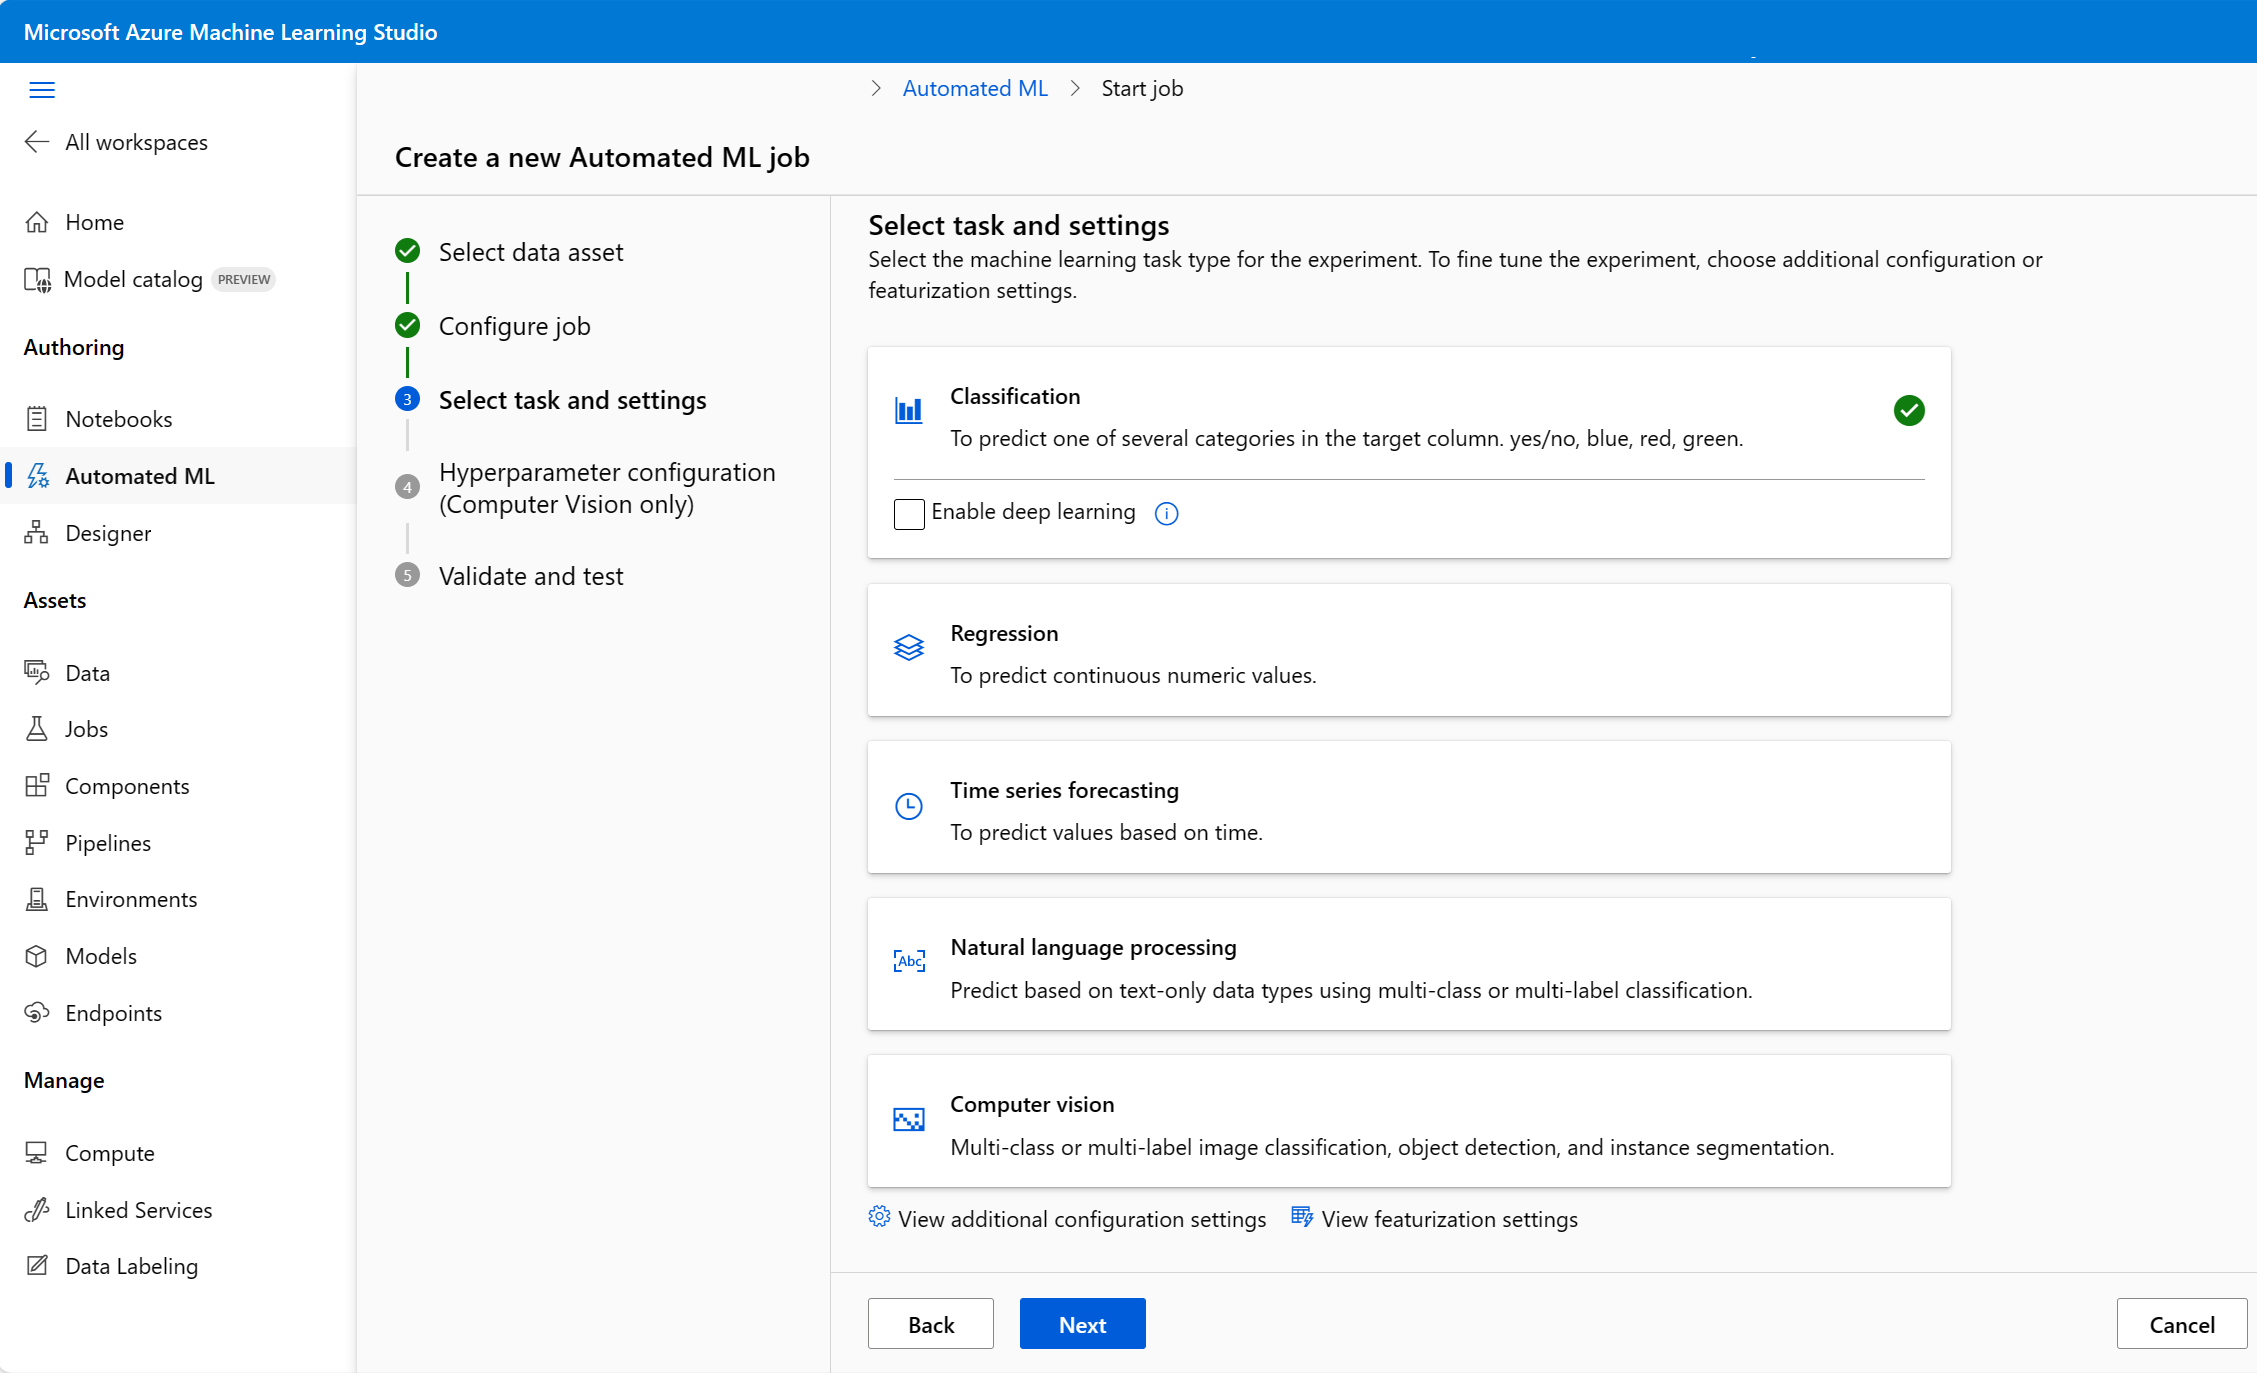 Microsoft Azure Machine Learning Studio
All workspaces
Home
Model catalog PREVIEW
Authoring
Notebooks
Automated ML
Designer
Assets
Data
Jobs
Components
Pipelines
Environments
Models
Endpoints
Manage
Compute
Linked Services
Data Labeling
> Automated ML > Start job
Create a new Automated ML job
Select data asset
Configure job
3 Select task and settings
4 Hyperparameter configuration
(Computer Vision only)
5 Validate and test
Select task and settings
Select the machine learning task type for the experiment. To fine tune the experiment, choose additional configuration or
featurization settings.
Classification
To predict one of several categories in the target column. yes/no, blue, red, green.
Enable deep learning i
Regression
To predict continuous numeric values.
Time series forecasting
To predict values based on time.
Abc
Natural language processing
Predict based on text-only data types using multi-class or multi-label classification.
Computer vision
Multi-class or multi-label image classification, object detection, and instance segmentation.
View additional configuration settings View featurization settings
Back Next Cancel